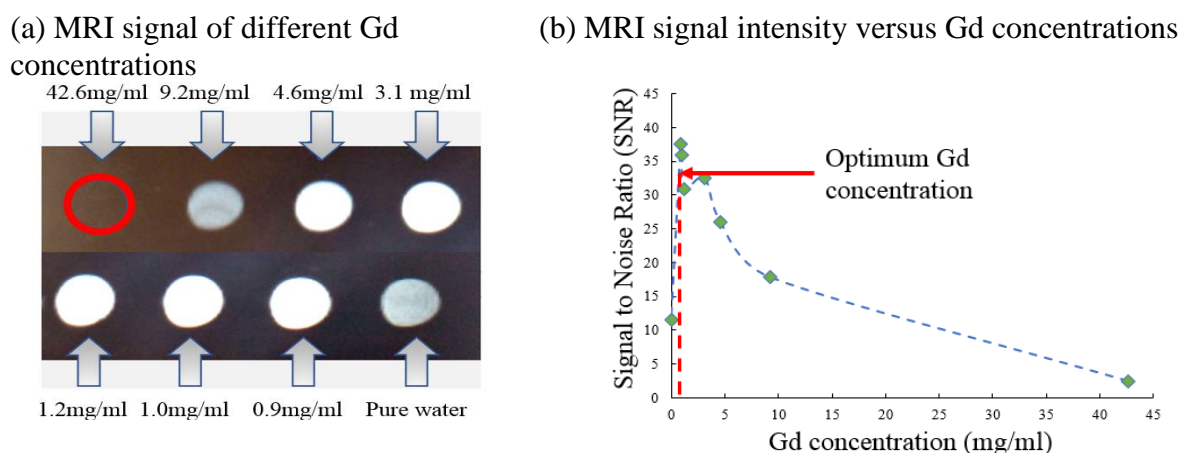 (a) MRI signal of different Gd
concentrations
42.6mg/ml 9.2mg/ml 4.6mg/ml 3.1 mg/ml
1.2mg/ml 1.0mg/ml 0.9mg/ml Pure water
(b) MRI signal intensity versus Gd concentrations
Signal to Noise Ratio (SNR)
45
40
35
30
25
20
15
10
5
0
Optimum Gd
concentration
0 5 10 15 20 25 30 35 40 45
Gd concentration (mg/ml)